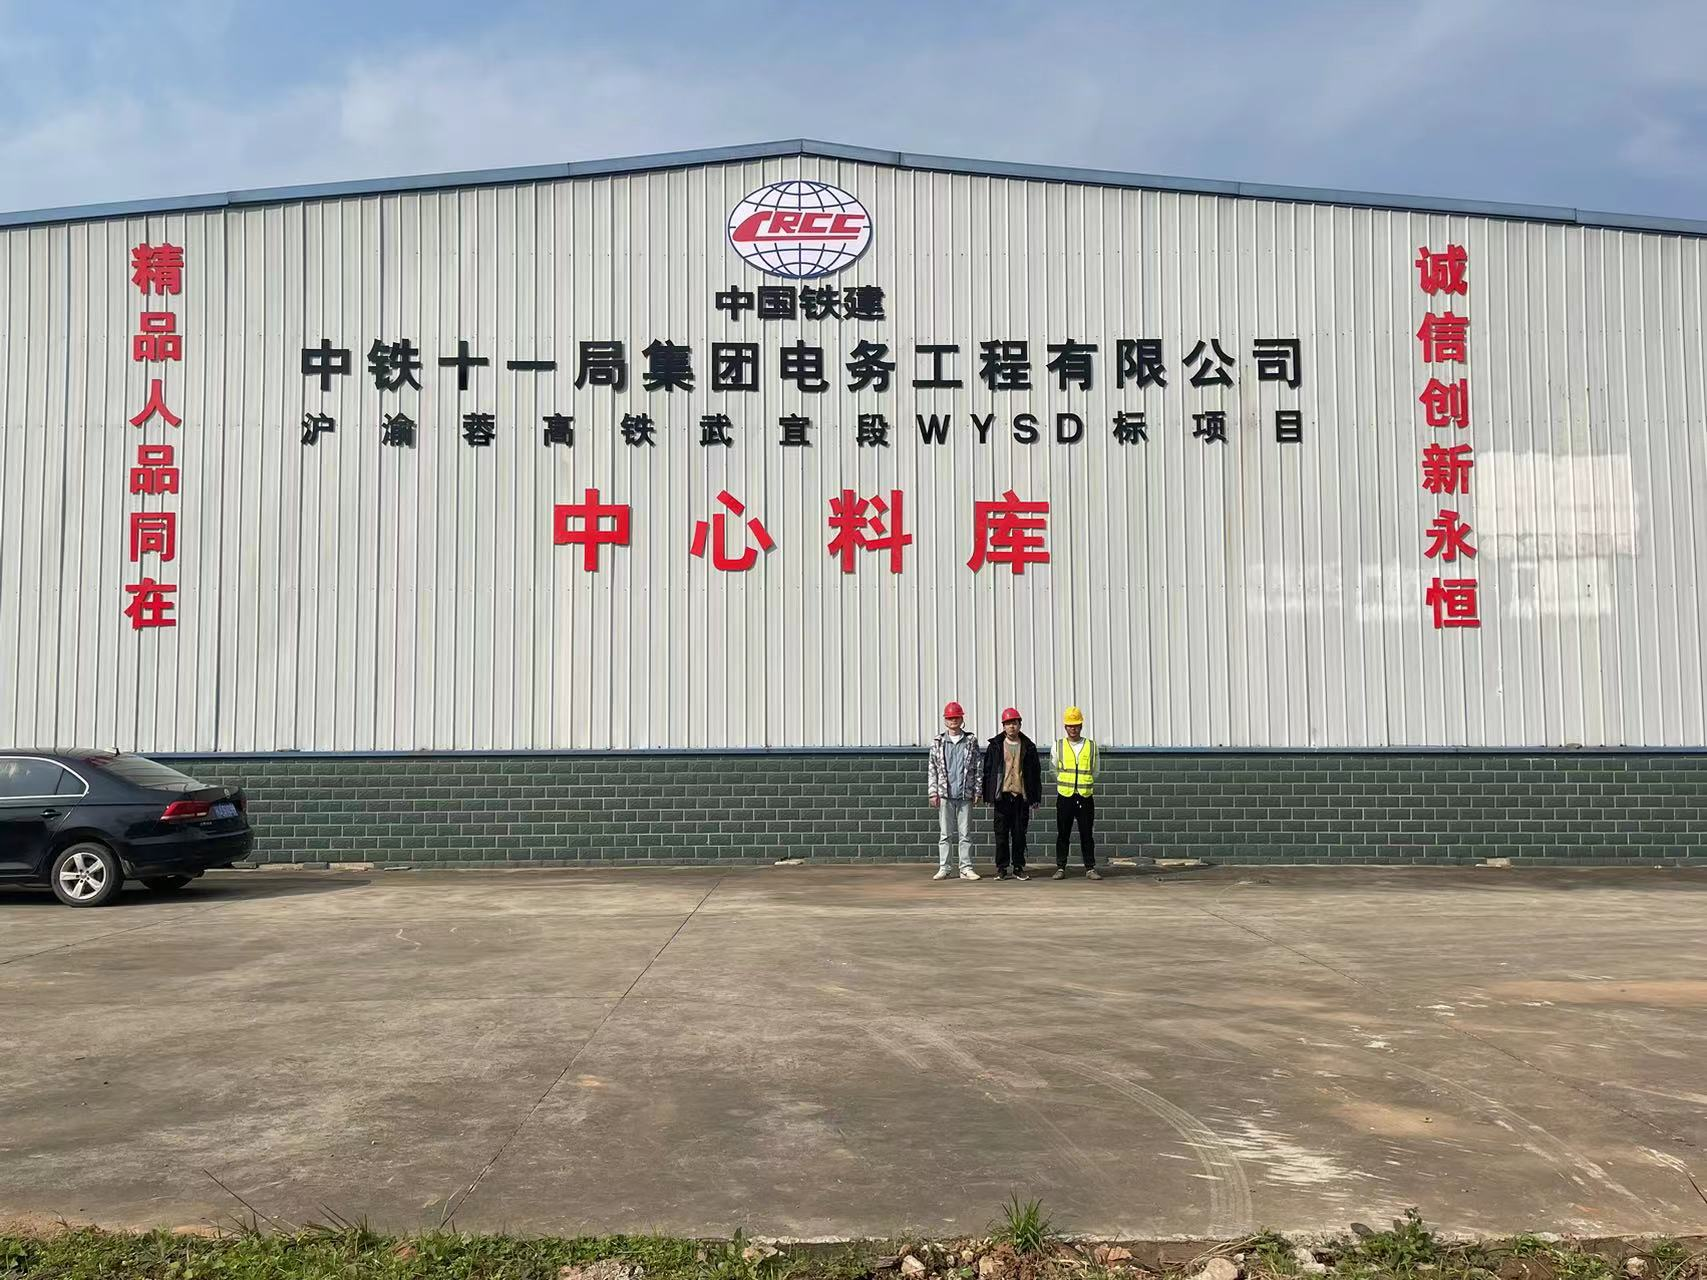 CRCC
中国铁建
中铁十一局集团电务工程有限公司
沪渝蓉高铁武宜段WYSD标项目
中心料库
精品人品同在
诚信创新永恒